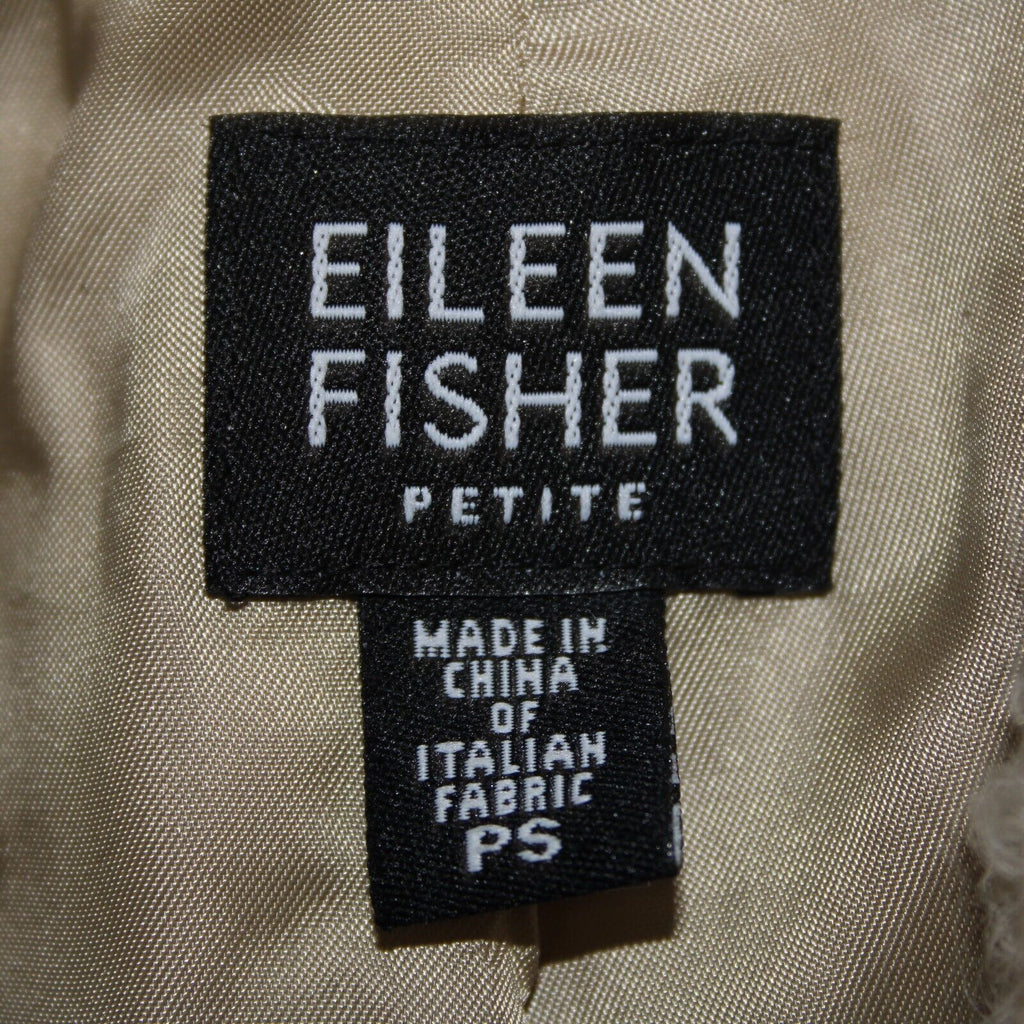 EILEEN
FISHER
PETITE
MADE IN
CHINA
OF
ITALIAN
FABRIC
PS